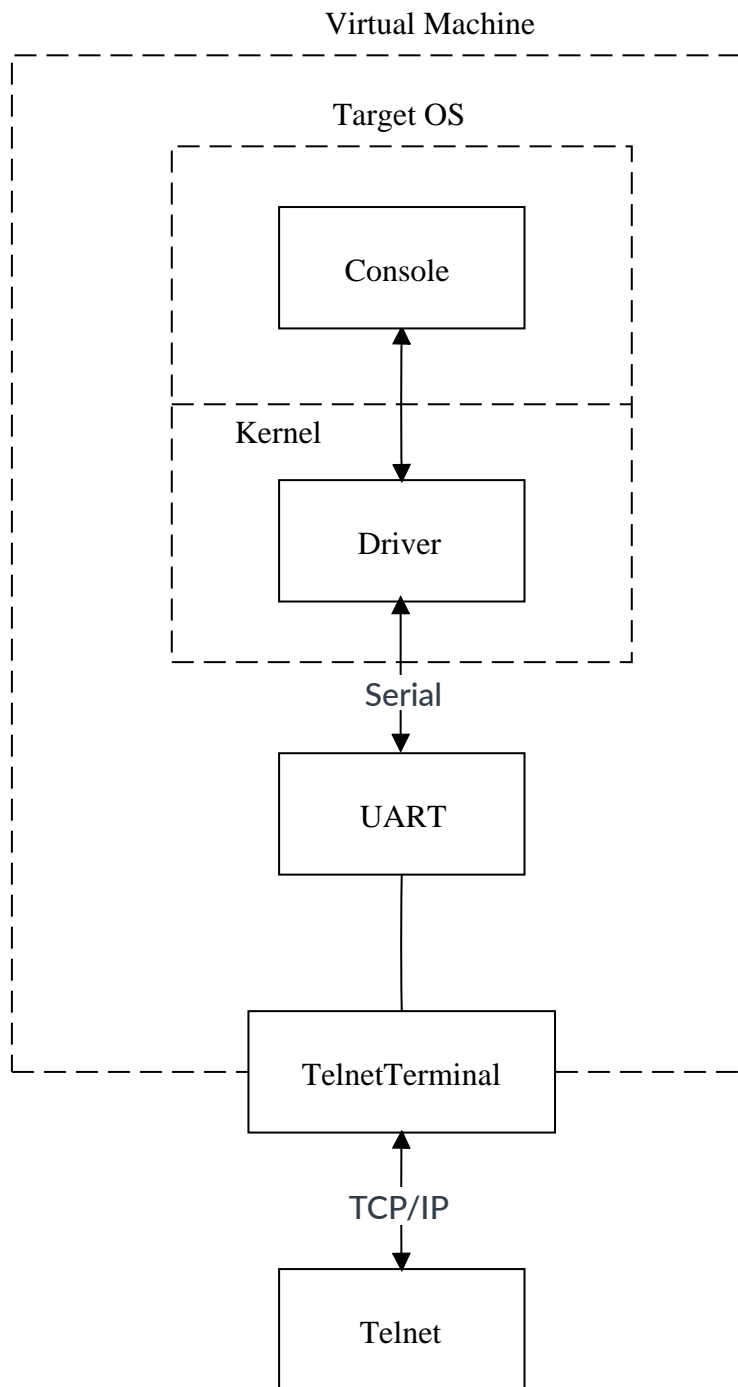 Virtual Machine
Target OS
Console
Kernel
Driver
Serial
UART
TelnetTerminal
TCP/IP
Telnet